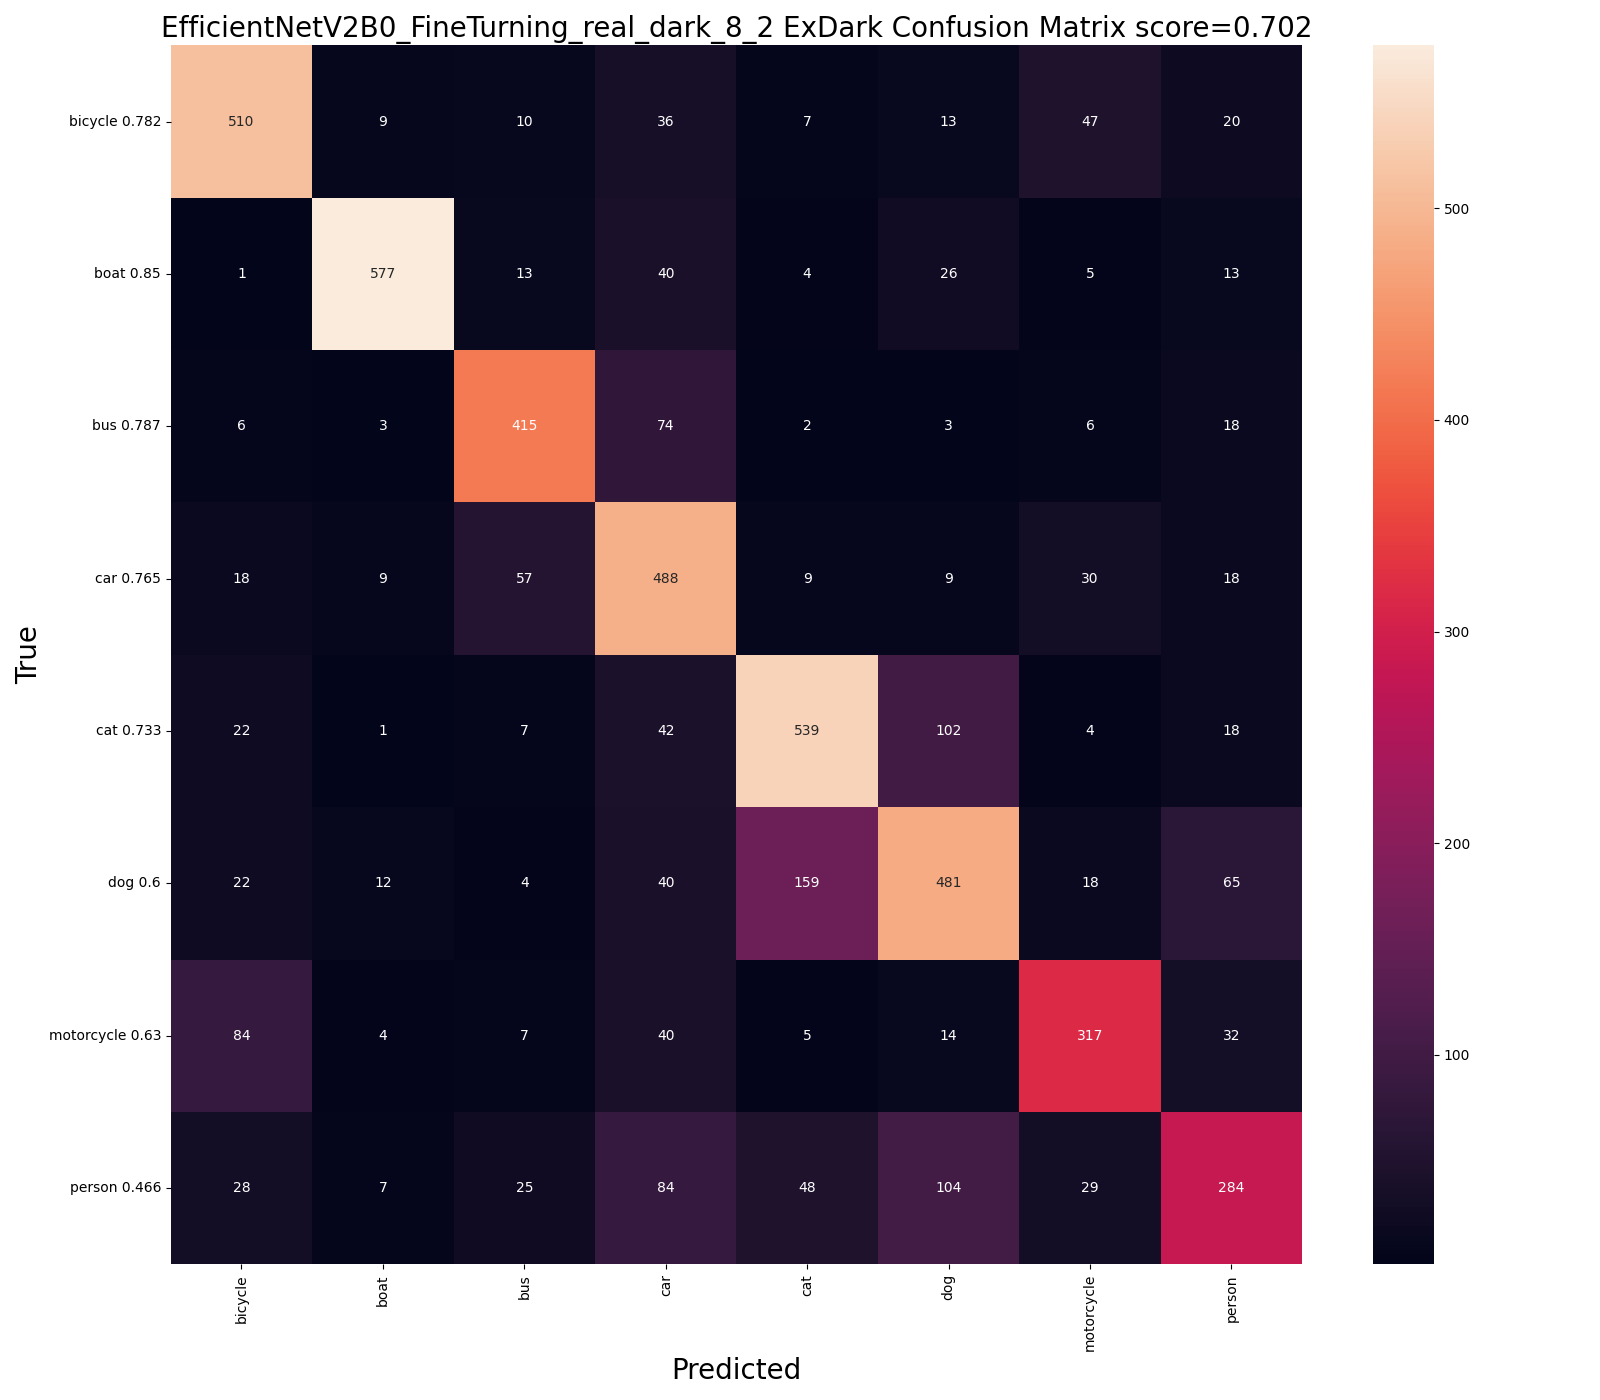 EfficientNetV2B0_FineTurning_real_dark_8_2 ExDark Confusion Matrix score=0.702
bicycle 0.782 510 9 10 36 7 13 47 20
boat 0.85 1 577 13 40 4 26 5 13
bus 0.787 6 3 415 74 2 3 6 18
car 0.765 18 9 57 488 9 9 30 18
cat 0.733 22 1 7 42 539 102 4 18
dog 0.6 22 12 4 40 159 481 18 65
motorcycle 0.63 84 4 7 40 5 14 317 32
person 0.466 28 7 25 84 48 104 29 284
True
bicycle boat bus car cat dog motorcycle person
Predicted
500
400
300
200
100